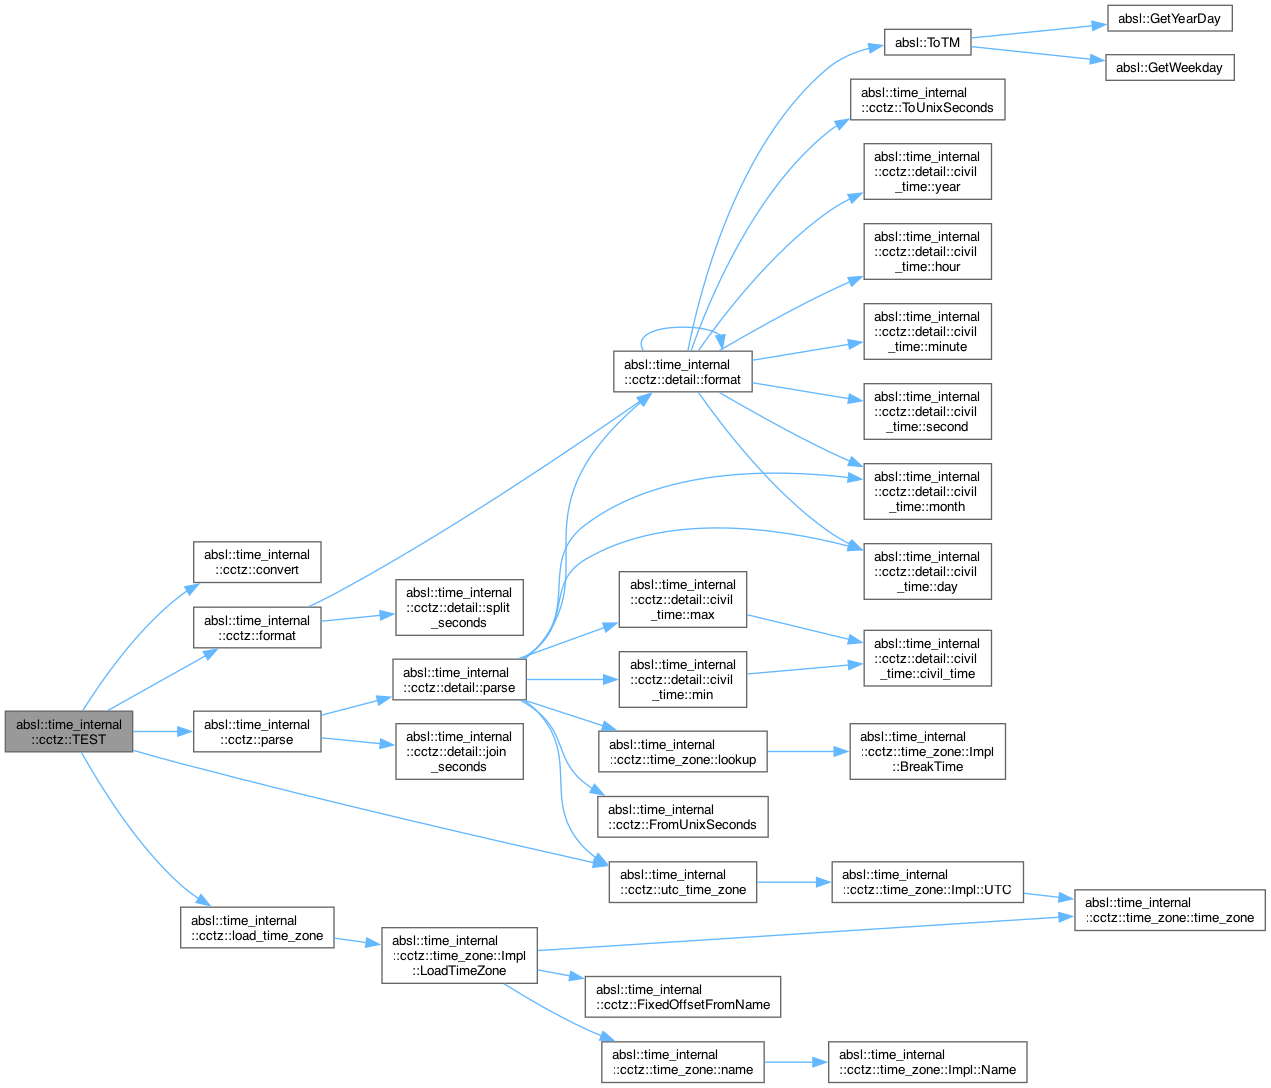 absl::time_internal
::cctz::TEST
absl::time_internal
::cctz::convert
absl::time_internal
::cctz::format
absl::time_internal
::cctz::parse
absl::time_internal
::cctz::load_time_zone
absl::time_internal
::cctz::detail::split
_seconds
absl::time_internal
::cctz::detail::parse
absl::time_internal
::cctz::detail::join
_seconds
absl::time_internal
::cctz::time_zone::Impl
::LoadTimeZone
absl::time_internal
::cctz::detail::format
absl::time_internal
::cctz::detail::civil
_time::max
absl::time_internal
::cctz::detail::civil
_time::min
absl::time_internal
::cctz::time_zone::lookup
absl::time_internal
::cctz::FromUnixSeconds
absl::time_internal
::cctz::utc_time_zone
absl::time_internal
::cctz::FixedOffsetFromName
absl::time_internal
::cctz::time_zone::name
absl::ToTM
absl::time_internal
::cctz::ToUnixSeconds
absl::time_internal
::cctz::detail::civil
_time::year
absl::time_internal
::cctz::detail::civil
_time::hour
absl::time_internal
::cctz::detail::civil
_time::minute
absl::time_internal
::cctz::detail::civil
_time::second
absl::time_internal
::cctz::detail::civil
_time::month
absl::time_internal
::cctz::detail::civil
_time::day
absl::time_internal
::cctz::detail::civil
_time::civil_time
absl::time_internal
::cctz::time_zone::Impl
::BreakTime
absl::time_internal
::cctz::time_zone::Impl::UTC
absl::time_internal
::cctz::time_zone::Impl::Name
absl::GetYearDay
absl::GetWeekday
absl::time_internal
::cctz::time_zone::time_zone